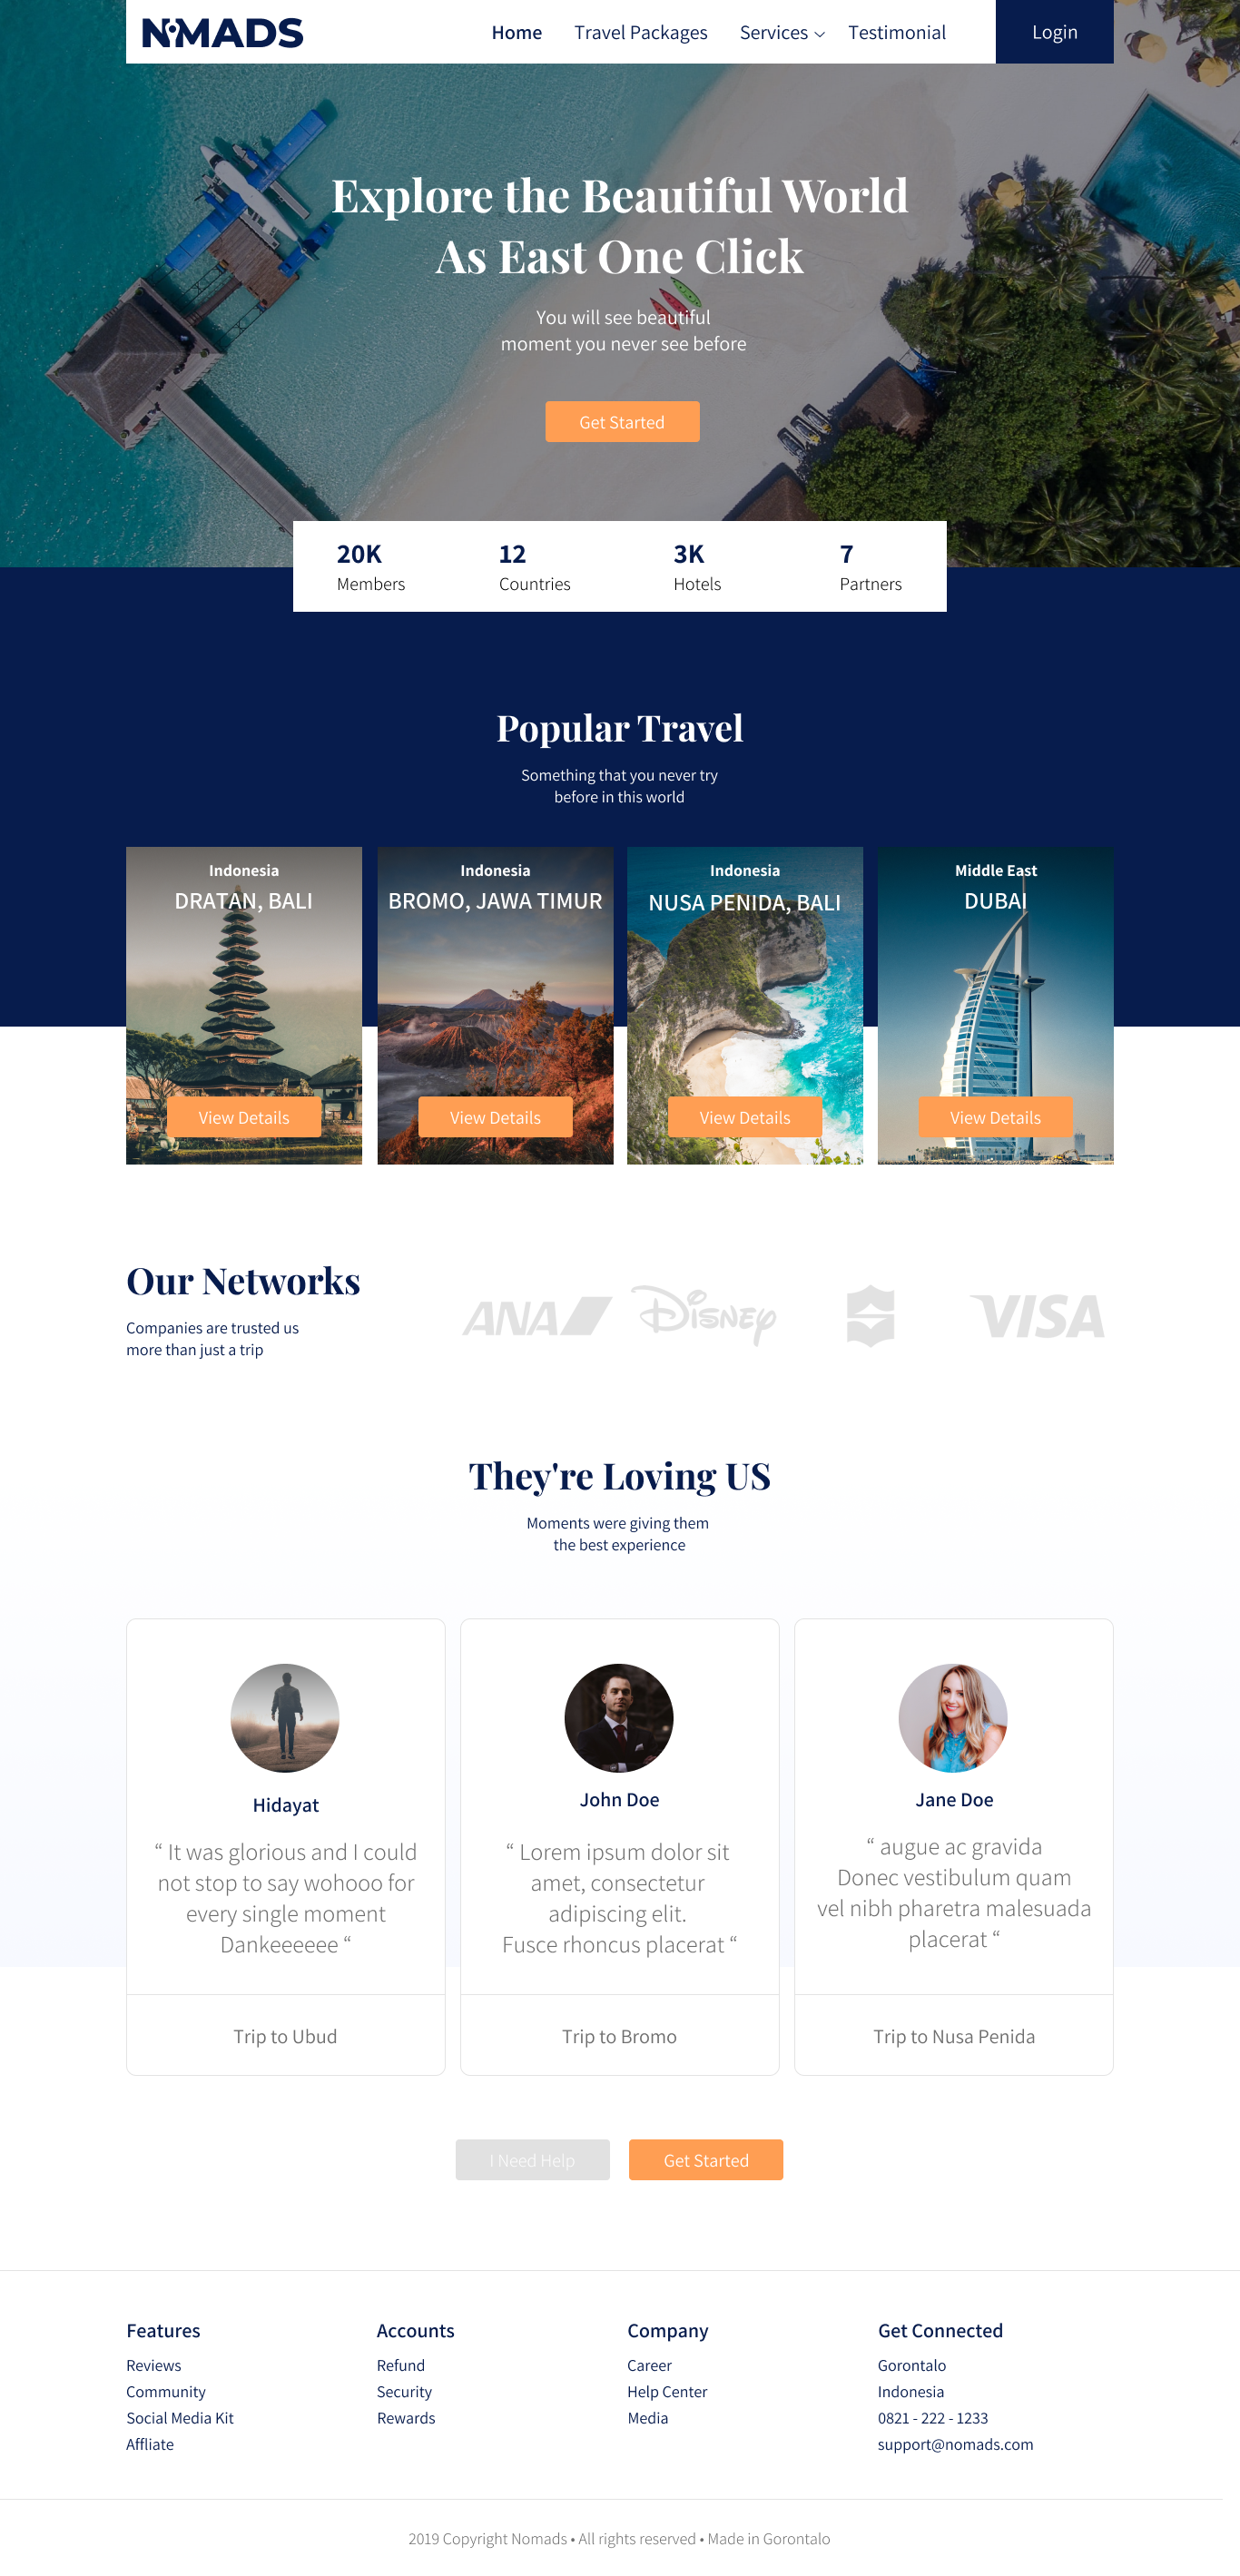 NOMADS
Home Travel Packages Services Testimonial Login
Explore the Beautiful World
As East One Click
You will see beautiful
moment you never see before
Get Started
20K 12 3K 7
Members Countries Hotels Partners
Popular Travel
Something that you never try
before in this world
Indonesia
DRATAN, BALI
View Details
Indonesia
BROMO, JAWA TIMUR
View Details
Indonesia
NUSA PENIDA, BALI
View Details
Middle East
DUBAI
View Details
Our Networks
Companies are trusted us
more than just a trip
ANA Disney VISA
They're Loving US
Moments were giving them
the best experience
Hidayat
“ It was glorious and I could
not stop to say wohooo for
every single moment
Dankeeeeee “
Trip to Ubud
John Doe
“ Lorem ipsum dolor sit
amet, consectetur
adipiscing elit.
Fusce rhoncus placerat “
Trip to Bromo
Jane Doe
“ augue ac gravida
Donec vestibulum quam
vel nibh pharetra malesuada
placerat “
Trip to Nusa Penida
I Need Help Get Started
Features
Reviews
Community
Social Media Kit
Affliate
Accounts
Refund
Security
Rewards
Company
Career
Help Center
Media
Get Connected
Gorontalo
Indonesia
0821 - 222 - 1233
support@nomads.com
2019 Copyright Nomads • All rights reserved • Made in Gorontalo